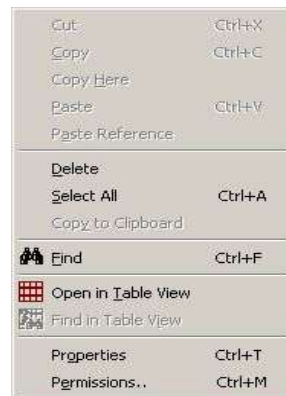 Cut Ctrl+X
Copy Ctrl+C
Copy Here
Paste Ctrl+V
Paste Reference
Delete
Select All Ctrl+A
Copy to Clipboard
Find Ctrl+F
Open in Table View
Find in Table View
Properties Ctrl+T
Permissions.. Ctrl+M